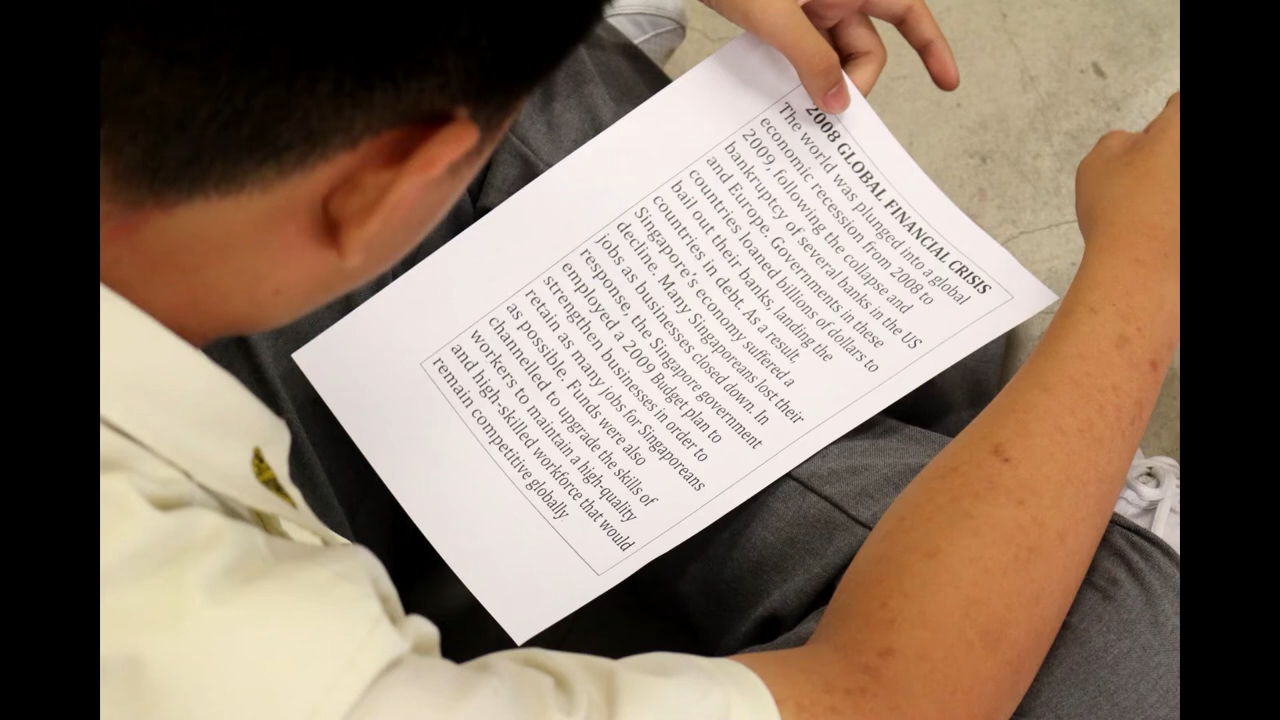 2008 GLOBAL FINANCIAL CRISIS
The world was plunged into a global
economic recession from 2008 to
2009, following the collapse and
bankruptcy of several banks in the US
and Europe. Governments in these
countries loaned billions of dollars to
bail out their banks, landing the
countries in debt. As a result,
Singapore's economy suffered a
decline. Many Singaporeans lost their
jobs as businesses closed down. In
response, the Singapore government
employed a 2009 Budget plan to
strengthen businesses in order to
retain as many jobs for Singaporeans
as possible. Funds were also
channelled to upgrade the skills of
workers to maintain a high-quality
and high-skilled workforce that would
remain competitive globally